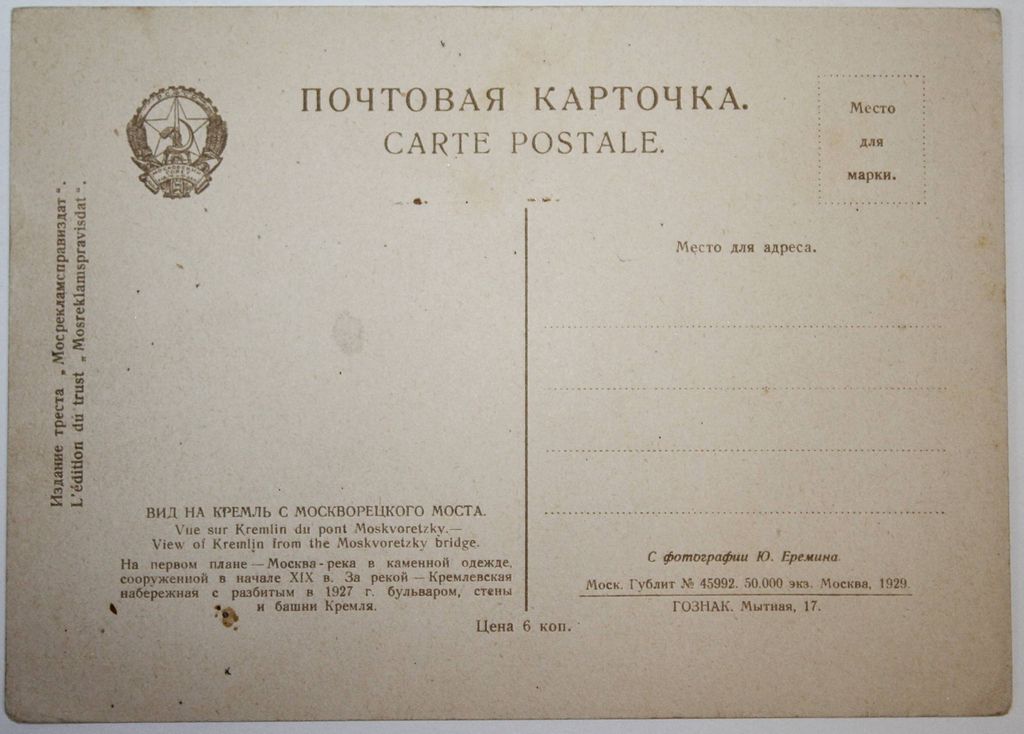 ПОЧТОВАЯ КАРТОЧКА.
CARTE POSTALE.
Место
для
марки.
Место для адреса.
Издание треста „Мосрекламсправиздат“.
L'édition dú trust „Mosreklamspravisdat“.
ВИД НА КРЕМЛЬ С МОСКВОРЕЦКОГО МОСТА.
Vue sur Kremlin du pont Moskvoretzky.—
View of Kremlin from the Moskvoretzky bridge.
На первом плане — Москва-река в каменной одежде,
сооруженной в начале XIX в. За рекой — Кремлевская
набережная с разбитым в 1927 г. бульваром, стены
и башни Кремля.
Цена 6 коп.
С фотографии Ю. Еремина.
Моск. Гублит № 45992. 50.000 экз. Москва, 1929.
ГОЗНАК. Мытная, 17.